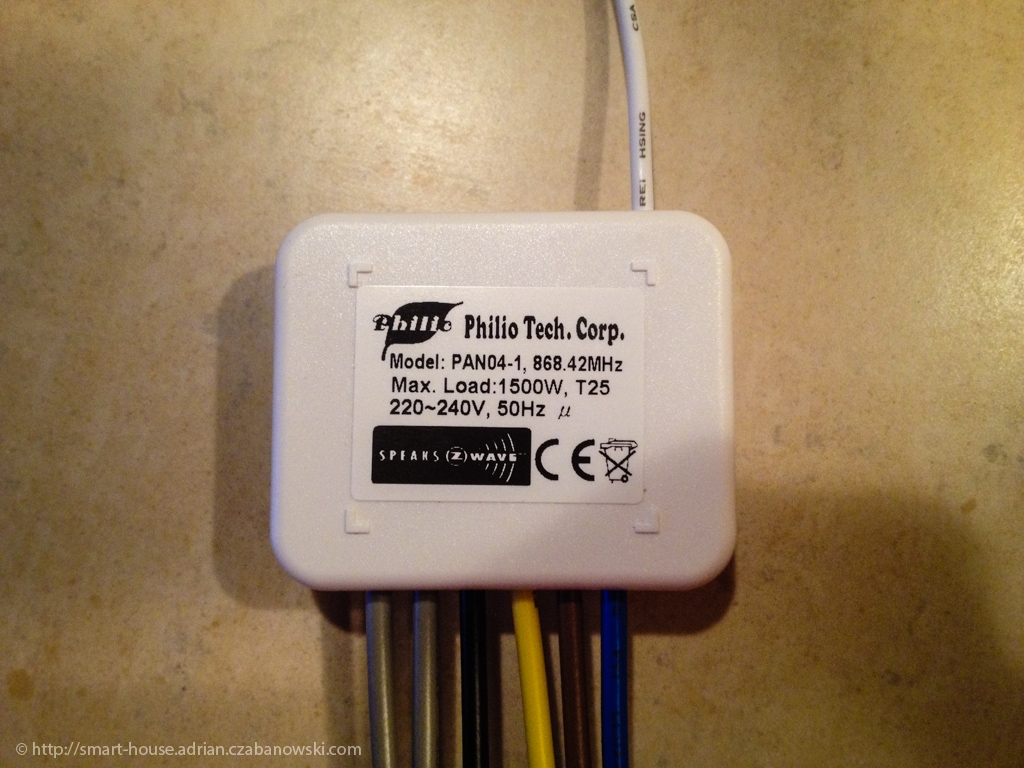 CSA
HSING
REI
Philio
Philio Tech. Corp.
Model: PAN04-1, 868.42MHz
Max. Load:1500W, T25
220~240V, 50Hz μ
SPEAKS Z WAVE
CE
© http://smart-house.adrian.czabanowski.com